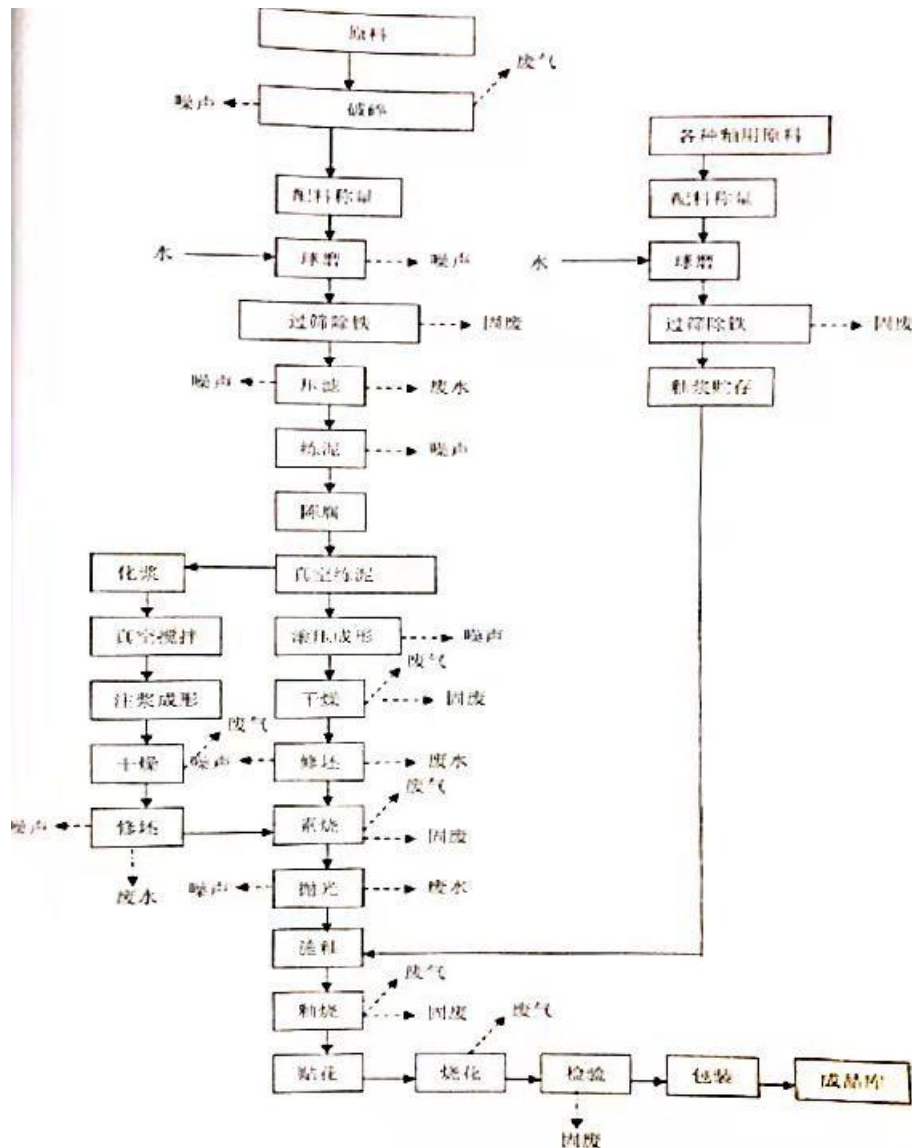 原料
废气
噪声 破碎
各种釉用原料
配料称量 配料称量
水 球磨 噪声 水 球磨
过筛除铁 固废 过筛除铁 固废
噪声 压滤 废水 釉浆贮存
练泥 噪声
陈腐
化浆 真空练泥
真空搅拌 滚压成形 噪声
废气
注浆成形 干燥 固废
废气
干燥 噪声 修坯 废水
废气
噪声 修坯 素烧 固废
废水 噪声 抛光 废水
施釉
废气
釉烧 固废 废气
贴花 烧花 检验 包装 成品库
固废